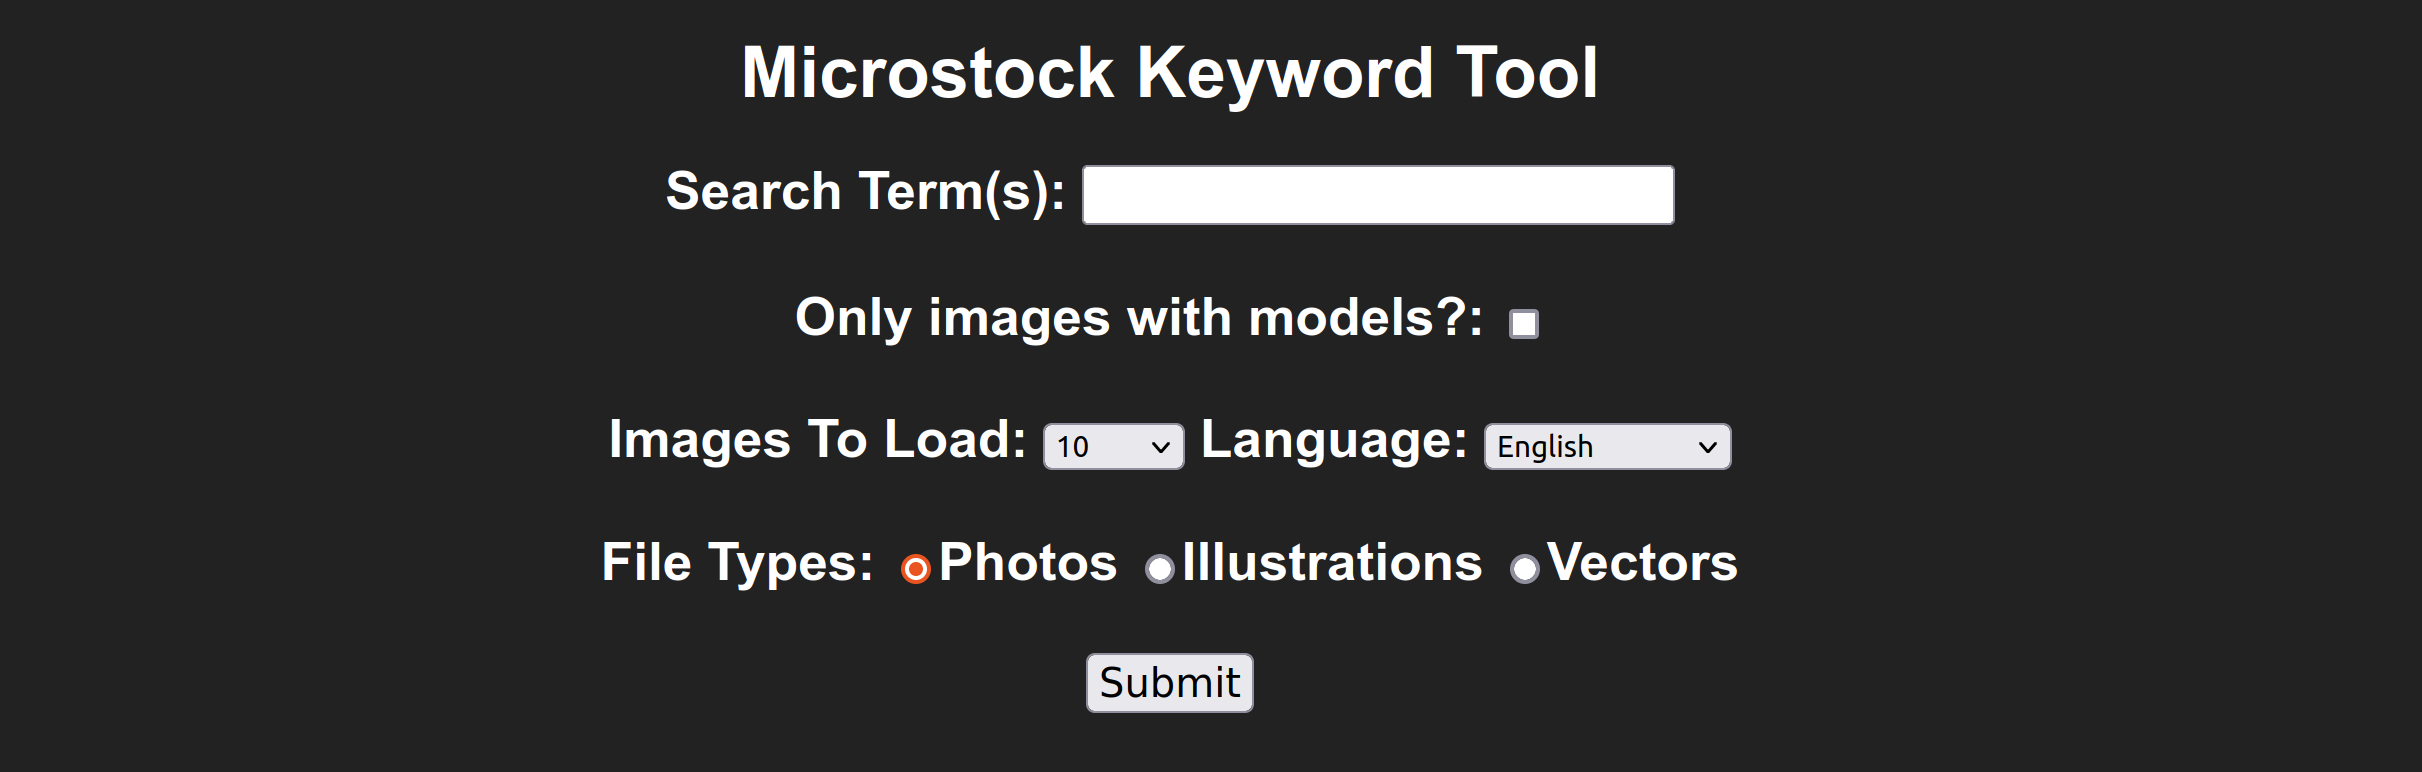 Microstock Keyword Tool
Search Term(s):
Only images with models?:
Images To Load: 10 Language: English
File Types: Photos Illustrations Vectors
Submit